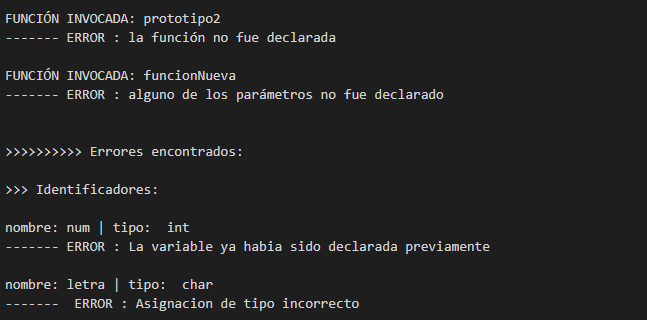 FUNCIÓN INVOCADA: prototipo2
------- ERROR : la función no fue declarada
FUNCIÓN INVOCADA: funcionNueva
------- ERROR : alguno de los parámetros no fue declarado
>>>>>>>>>> Errores encontrados:
>>> Identificadores:
nombre: num | tipo:  int
------- ERROR : La variable ya habia sido declarada previamente
nombre: letra | tipo:  char
-------  ERROR : Asignacion de tipo incorrecto